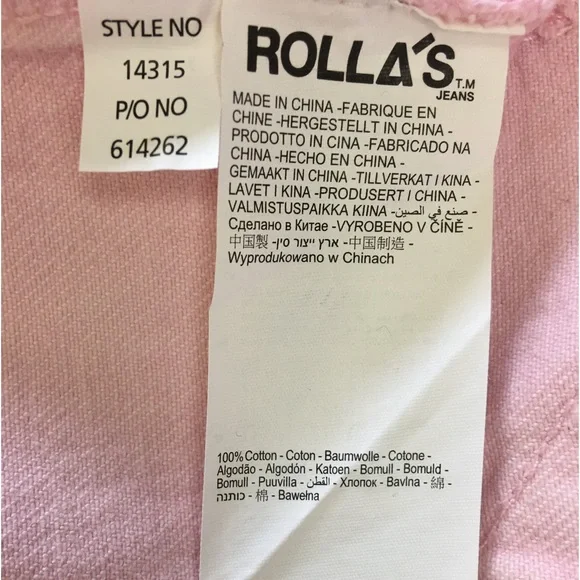 STYLE NO
14315
P/O NO
614262
ROLLA'S T.M
JEANS
MADE IN CHINA -FABRIQUE EN
CHINE -HERGESTELLT IN CHINA -
PRODOTTO IN CINA -FABRICADO NA
CHINA -HECHO EN CHINA -
GEMAAKT IN CHINA -TILLVERKAT I KINA -
LAVET I KINA -PRODUSERT I CHINA -
VALMISTUSPAIKKA KIINA -صنع في الصين -
Сделано в Китае -VYROBENO V ČÍNĚ -
中国製- ארץ ייצור סין -中国制造 -
Wyprodukowano w Chinach
100% Cotton - Coton - Baumwolle - Cotone -
Algodão - Algodón - Katoen - Bomull - Bomuld -
Bomull - Puuvilla - القطن - Хлопок - Bavlna - 綿 -
כותנה - 棉 - Bawełna